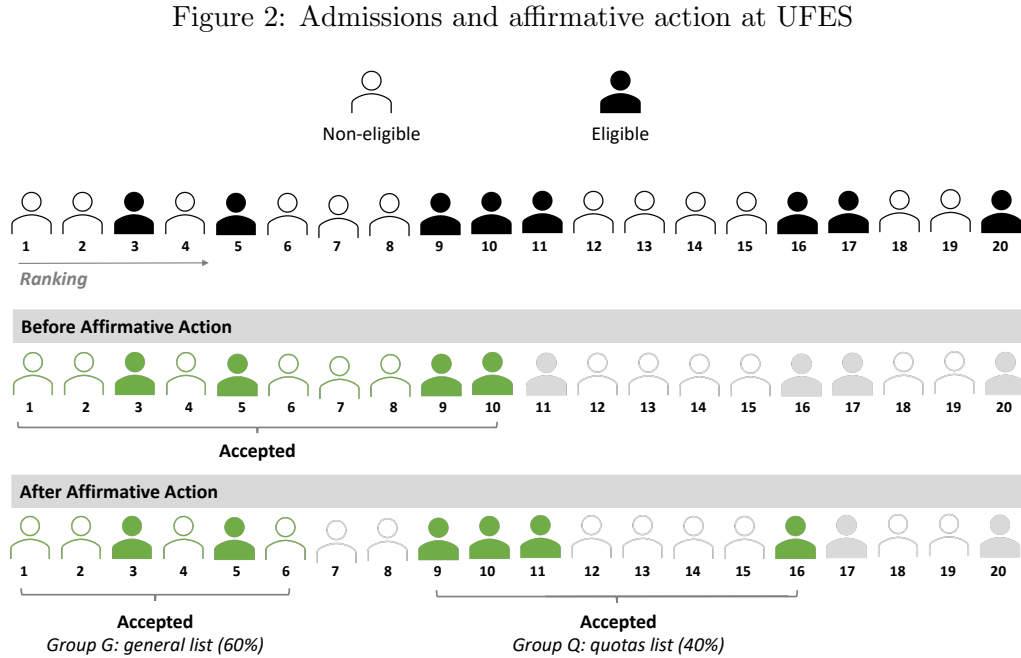 Figure 2: Admissions and affirmative action at UFES
Non-eligible Eligible
1 2 3 4 5 6 7 8 9 10 11 12 13 14 15 16 17 18 19 20
Ranking
Before Affirmative Action
1 2 3 4 5 6 7 8 9 10 11 12 13 14 15 16 17 18 19 20
Accepted
After Affirmative Action
1 2 3 4 5 6 7 8 9 10 11 12 13 14 15 16 17 18 19 20
Accepted Accepted
Group G: general list (60%) Group Q: quotas list (40%)